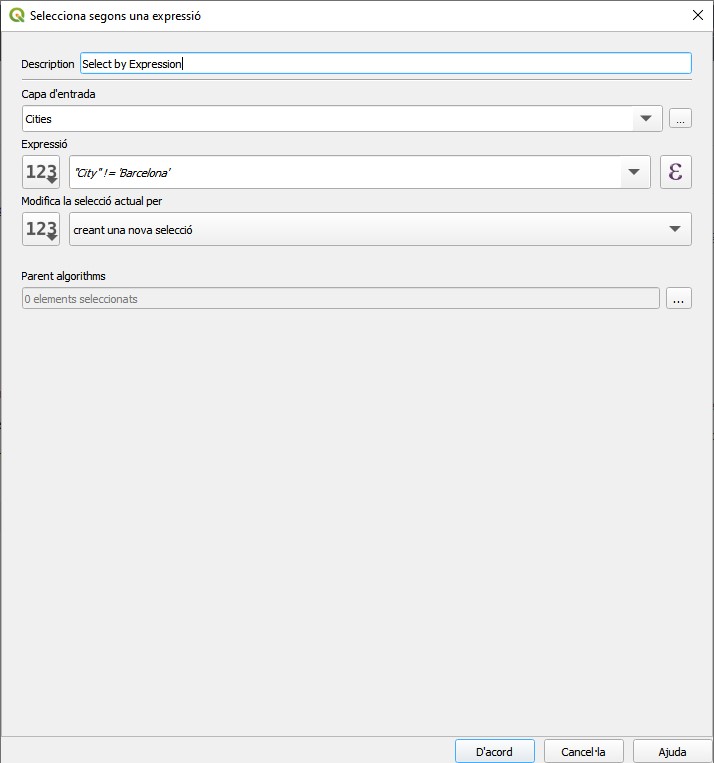 Selecciona segons una expressió
Description Select by Expression
Capa d'entrada
Cities
...
Expressió
123 "City" != 'Barcelona' ε
Modifica la selecció actual per
123 creant una nova selecció
Parent algorithms
0 elements seleccionats ...
D'acord Cancel·la Ajuda